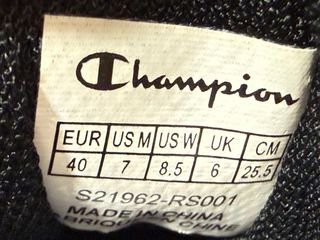 Champion
EUR US M US W UK CM
40 7 8.5 6 25.5
S21962-RS001
MADE IN CHINA